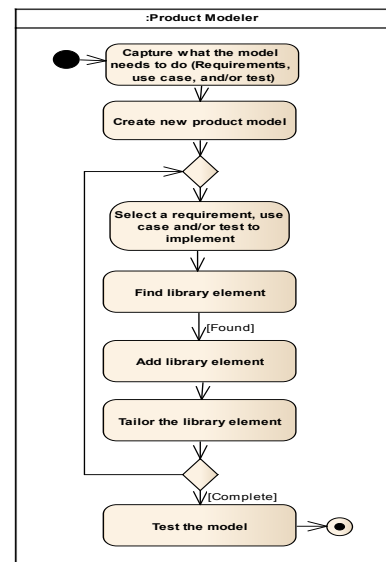 :Product Modeler
Capture what the model
needs to do (Requirements,
use case, and/or test)
Create new product model
Select a requirement, use
case and/or test to
implement
Find library element
[Found]
Add library element
Tailor the library element
[Complete]
Test the model